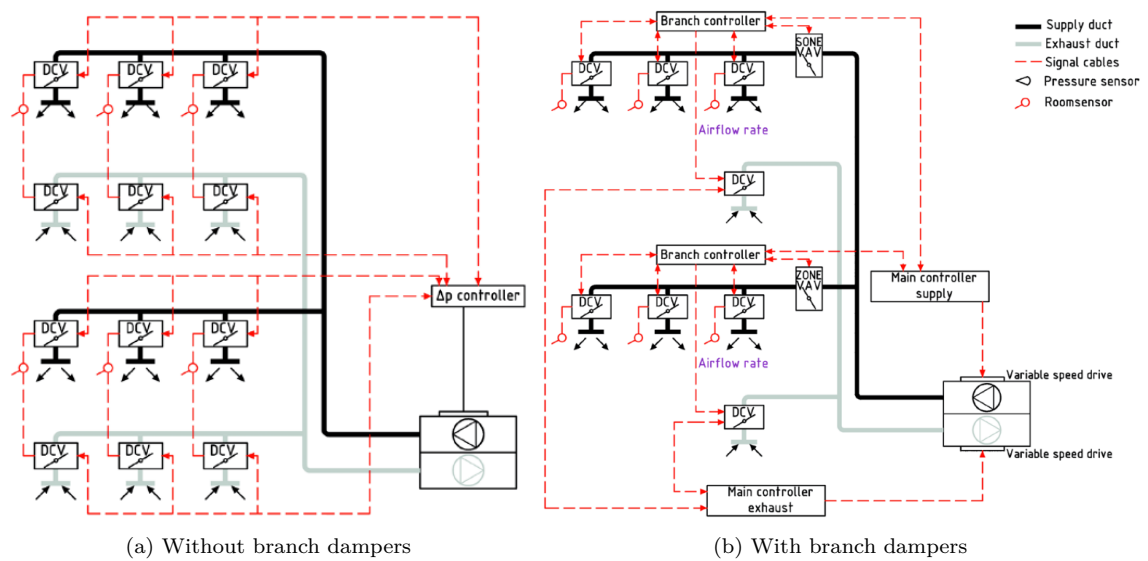 DCV DCV DCV
DCV DCV DCV
Δp controller
DCV DCV DCV
DCV DCV DCV
(a) Without branch dampers
Branch controller
SONE
VAV
DCV DCV DCV
Airflow rate
DCV
Branch controller
ZONE
VAV
DCV DCV DCV
Airflow rate
DCV
Main controller
supply
Variable speed drive
Variable speed drive
Main controller
exhaust
(b) With branch dampers
Supply duct
Exhaust duct
Signal cables
Pressure sensor
Roomsensor